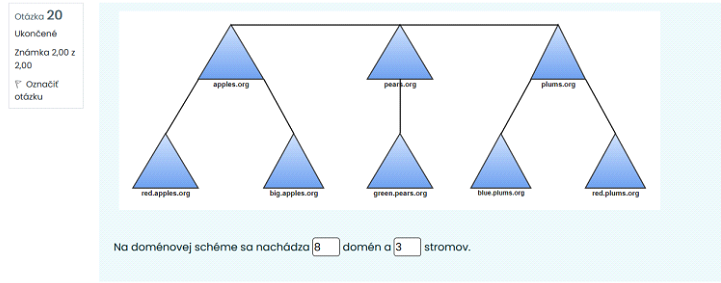 Otázka 20
Ukončené
Známka 2,00 z
2,00
Označiť
otázku
apples.org
pears.org
plums.org
red.apples.org
big.apples.org
green.pears.org
blue.plums.org
red.plums.org
Na doménovej schéme sa nachádza 8 domén a 3 stromov.